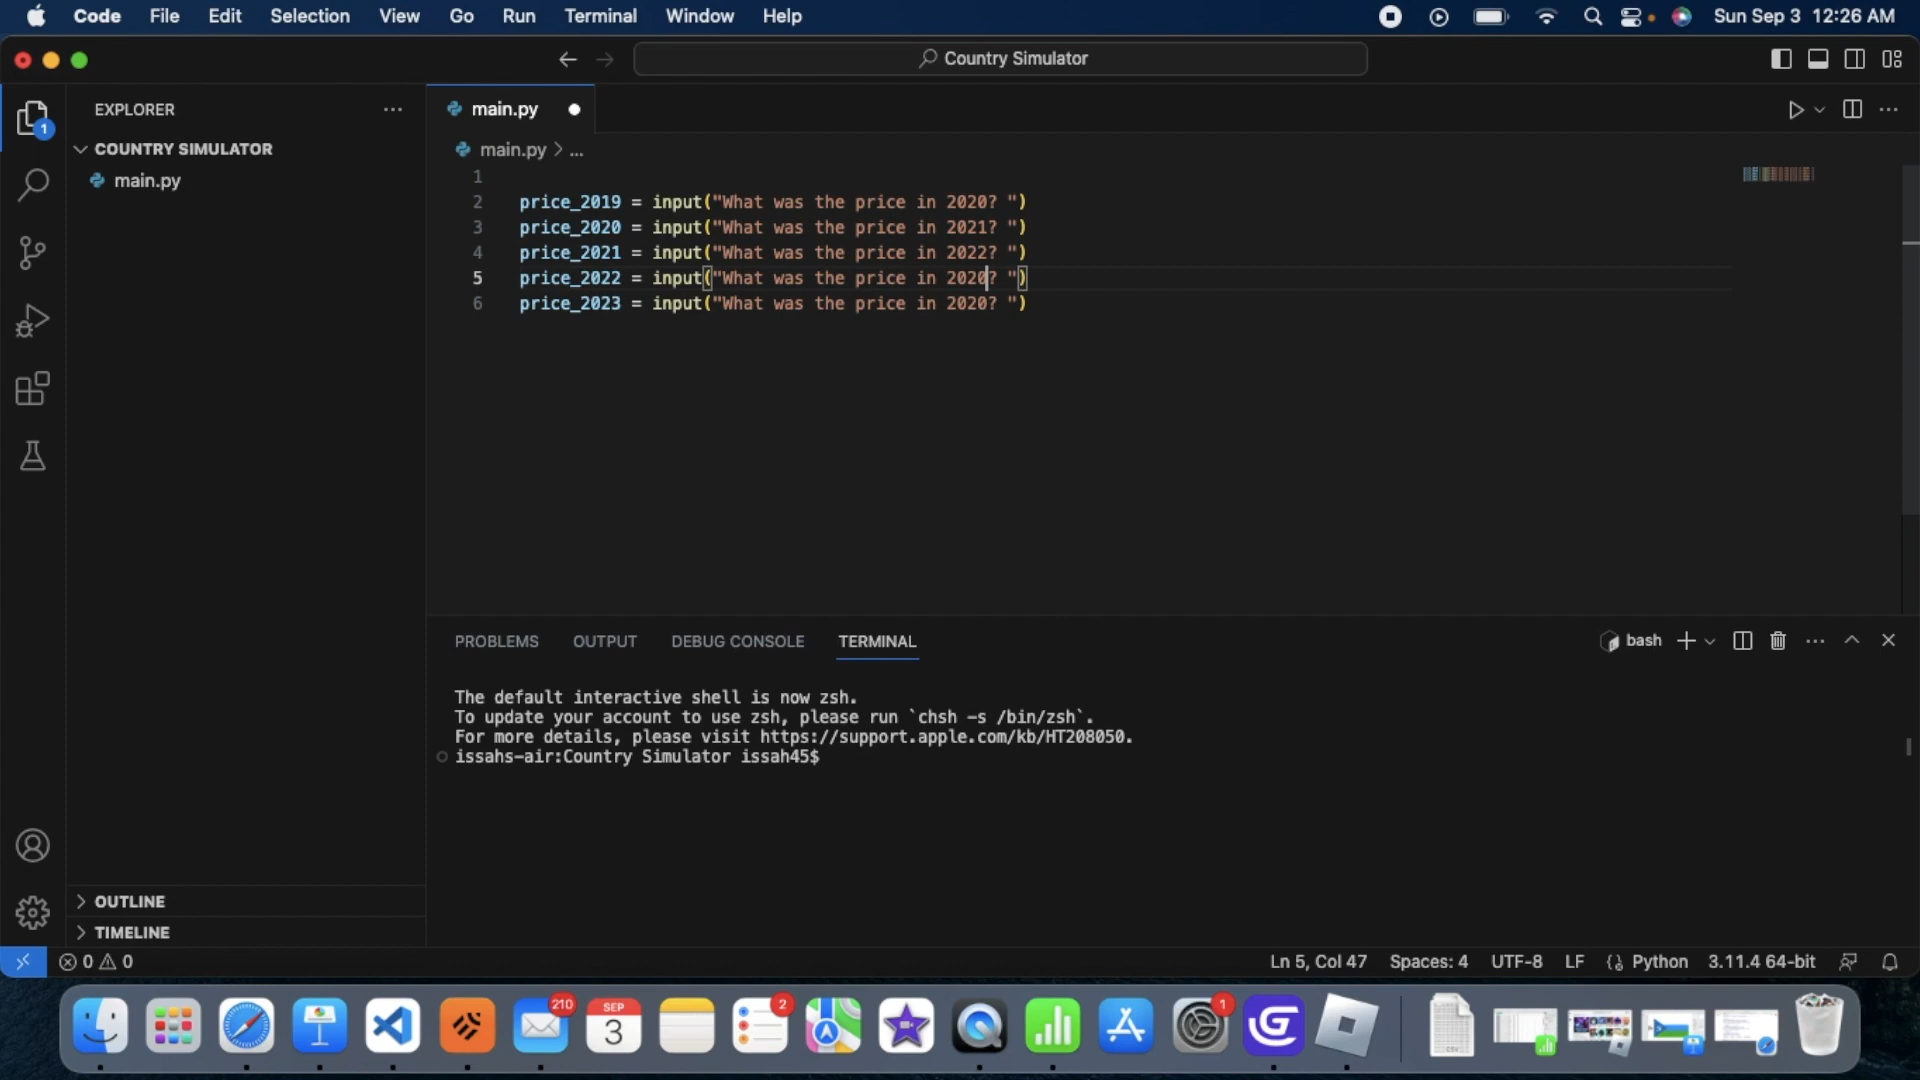 Code File Edit Selection View Go Run Terminal Window Help Sun Sep 3 12:26 AM
Country Simulator
EXPLORER
main.py
1
COUNTRY SIMULATOR
main.py > ...
main.py
1
2 price_2019 = input("What was the price in 2020? ")
3 price_2020 = input("What was the price in 2021? ")
4 price_2021 = input("What was the price in 2022? ")
5 price_2022 = input("What was the price in 2020? ")
6 price_2023 = input("What was the price in 2020? ")
PROBLEMS OUTPUT DEBUG CONSOLE TERMINAL bash
The default interactive shell is now zsh.
To update your account to use zsh, please run `chsh -s /bin/zsh`.
For more details, please visit https://support.apple.com/kb/HT208050.
issahs-air:Country Simulator issah45$
OUTLINE
TIMELINE
0 0 Ln 5, Col 47 Spaces: 4 UTF-8 LF Python 3.11.4 64-bit
210
SEP
3
2
1
CSV